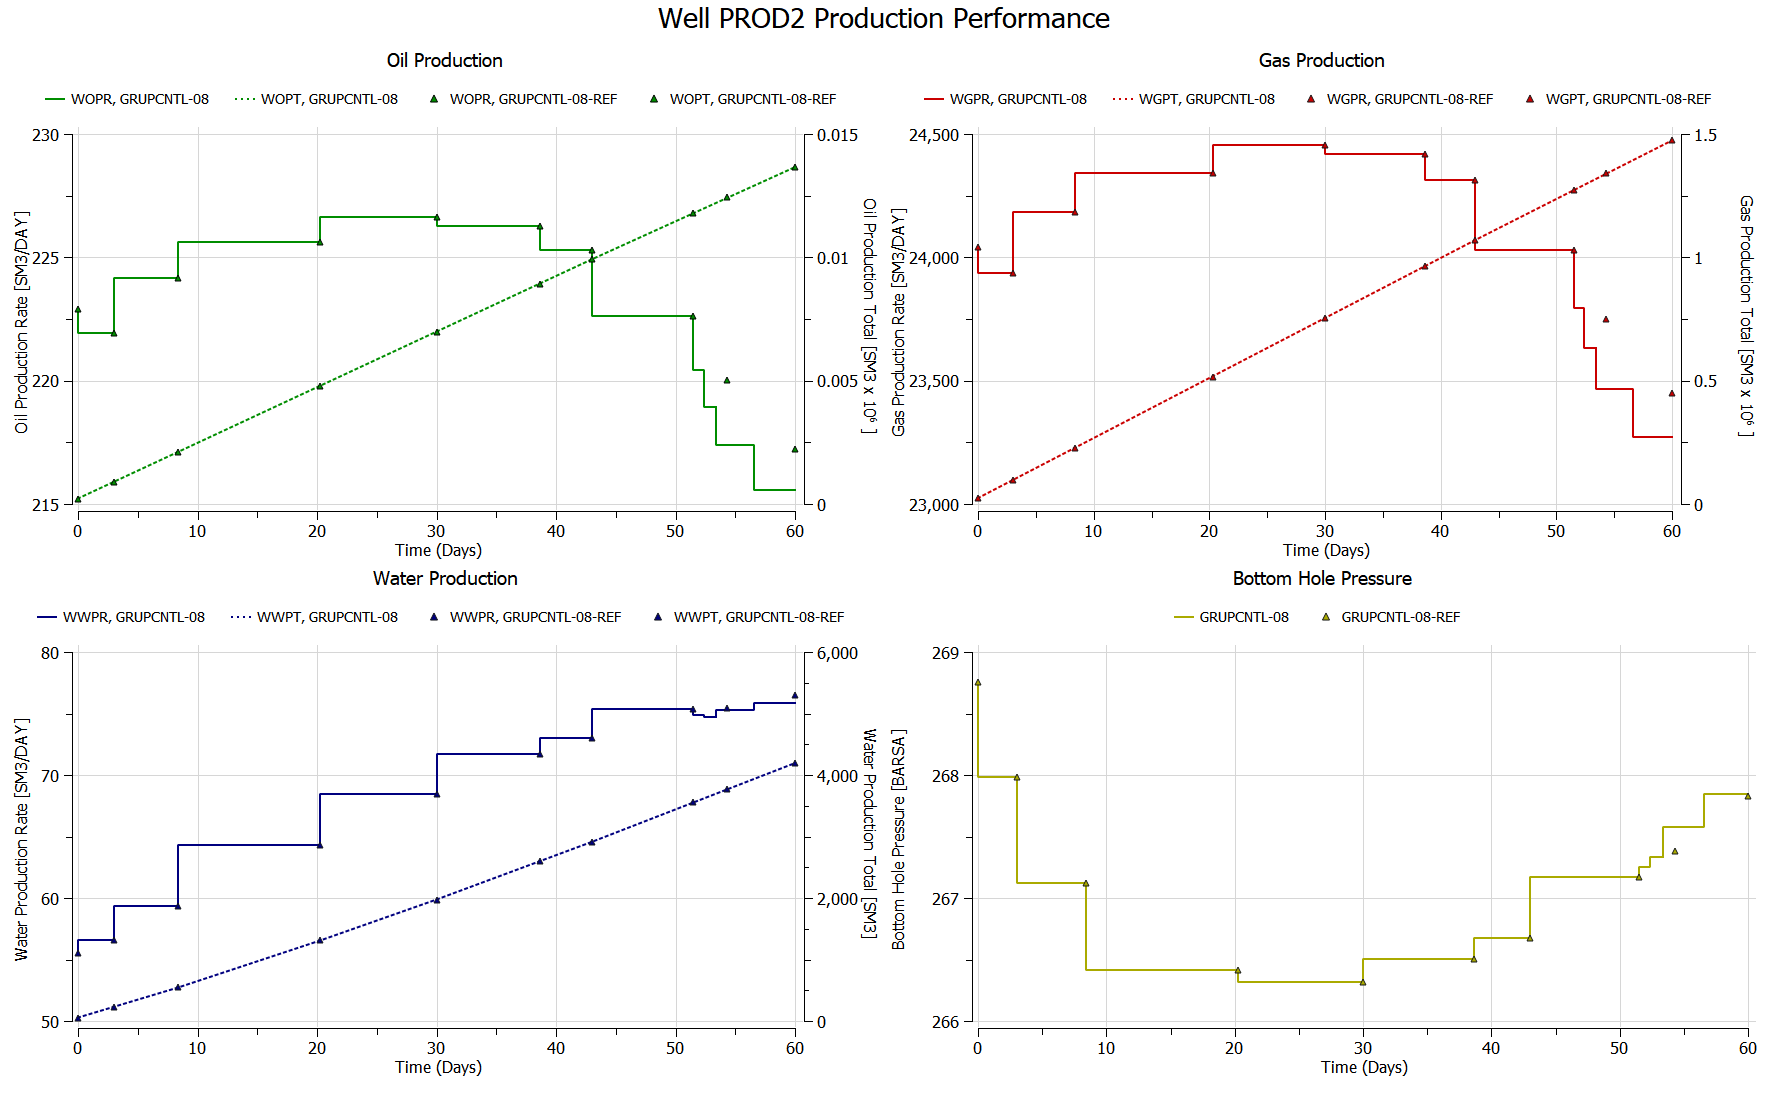 Well PROD2 Production Performance
Oil Production
WOPR, GRUPCNTL-08 WOPT, GRUPCNTL-08 WOPR, GRUPCNTL-08-REF WOPT, GRUPCNTL-08-REF
230
225
220
215
Oil Production Rate [SM3/DAY]
0.015
0.01
0.005
0
Oil Production Total [SM3 x 10⁶ ]
0 10 20 30 40 50 60
Time (Days)
Gas Production
WGPR, GRUPCNTL-08 WGPT, GRUPCNTL-08 WGPR, GRUPCNTL-08-REF WGPT, GRUPCNTL-08-REF
24,500
24,000
23,500
23,000
Gas Production Rate [SM3/DAY]
1.5
1
0.5
0
Gas Production Total [SM3 x 10⁶ ]
0 10 20 30 40 50 60
Time (Days)
Water Production
WWPR, GRUPCNTL-08 WWPT, GRUPCNTL-08 WWPR, GRUPCNTL-08-REF WWPT, GRUPCNTL-08-REF
80
70
60
50
Water Production Rate [SM3/DAY]
6,000
4,000
2,000
0
Water Production Total [SM3]
0 10 20 30 40 50 60
Time (Days)
Bottom Hole Pressure
GRUPCNTL-08 GRUPCNTL-08-REF
269
268
267
266
Bottom Hole Pressure [BARSA]
0 10 20 30 40 50 60
Time (Days)